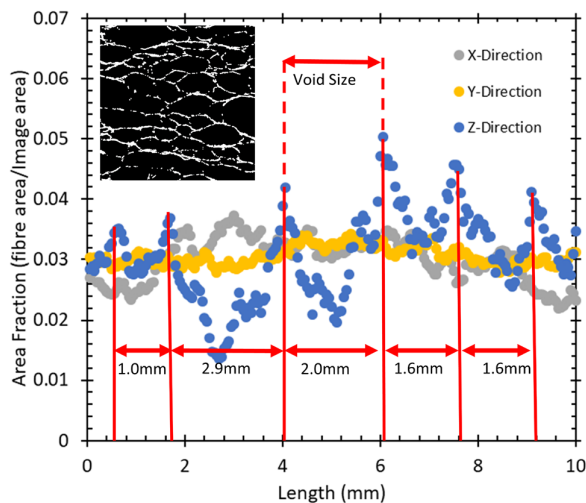 0.07
0.06
0.05
0.04
0.03
0.02
0.01
0
Area Fraction (fibre area/Image area)
Void Size
X-Direction
Y-Direction
Z-Direction
1.0mm
2.9mm
2.0mm
1.6mm
1.6mm
0
2
4
6
8
10
Length (mm)